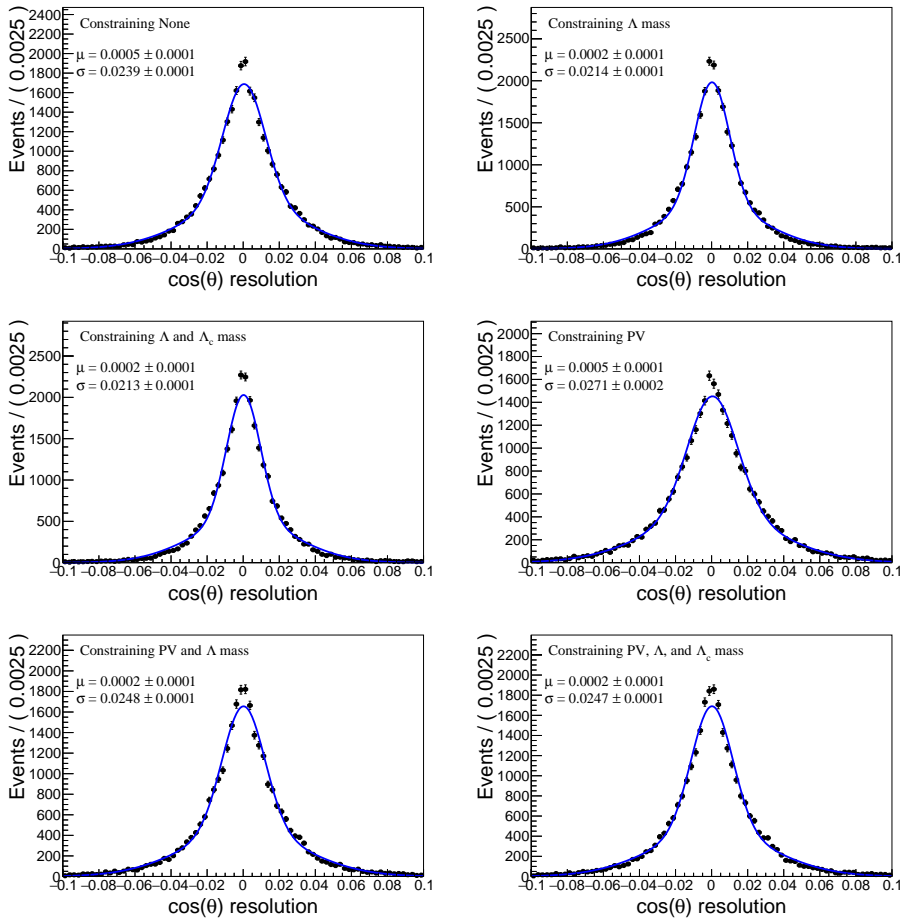 Constraining None
μ = 0.0005 ± 0.0001
σ = 0.0239 ± 0.0001
Events / ( 0.0025 )
2400
2200
2000
1800
1600
1400
1200
1000
800
600
400
200
0
−0.1 −0.08 −0.06 −0.04 −0.02 0 0.02 0.04 0.06 0.08 0.1
cos(θ) resolution
Constraining Λ mass
μ = 0.0002 ± 0.0001
σ = 0.0214 ± 0.0001
Events / ( 0.0025 )
2500
2000
1500
1000
500
0
−0.1 −0.08 −0.06 −0.04 −0.02 0 0.02 0.04 0.06 0.08 0.1
cos(θ) resolution
Constraining Λ and Λc mass
μ = 0.0002 ± 0.0001
σ = 0.0213 ± 0.0001
Events / ( 0.0025 )
2500
2000
1500
1000
500
0
−0.1 −0.08 −0.06 −0.04 −0.02 0 0.02 0.04 0.06 0.08 0.1
cos(θ) resolution
Constraining PV
μ = 0.0005 ± 0.0001
σ = 0.0271 ± 0.0002
Events / ( 0.0025 )
2000
1800
1600
1400
1200
1000
800
600
400
200
0
−0.1 −0.08 −0.06 −0.04 −0.02 0 0.02 0.04 0.06 0.08 0.1
cos(θ) resolution
Constraining PV and Λ mass
μ = 0.0002 ± 0.0001
σ = 0.0248 ± 0.0001
Events / ( 0.0025 )
2200
2000
1800
1600
1400
1200
1000
800
600
400
200
0
−0.1 −0.08 −0.06 −0.04 −0.02 0 0.02 0.04 0.06 0.08 0.1
cos(θ) resolution
Constraining PV, Λ, and Λc mass
μ = 0.0002 ± 0.0001
σ = 0.0247 ± 0.0001
Events / ( 0.0025 )
2200
2000
1800
1600
1400
1200
1000
800
600
400
200
0
−0.1 −0.08 −0.06 −0.04 −0.02 0 0.02 0.04 0.06 0.08 0.1
cos(θ) resolution